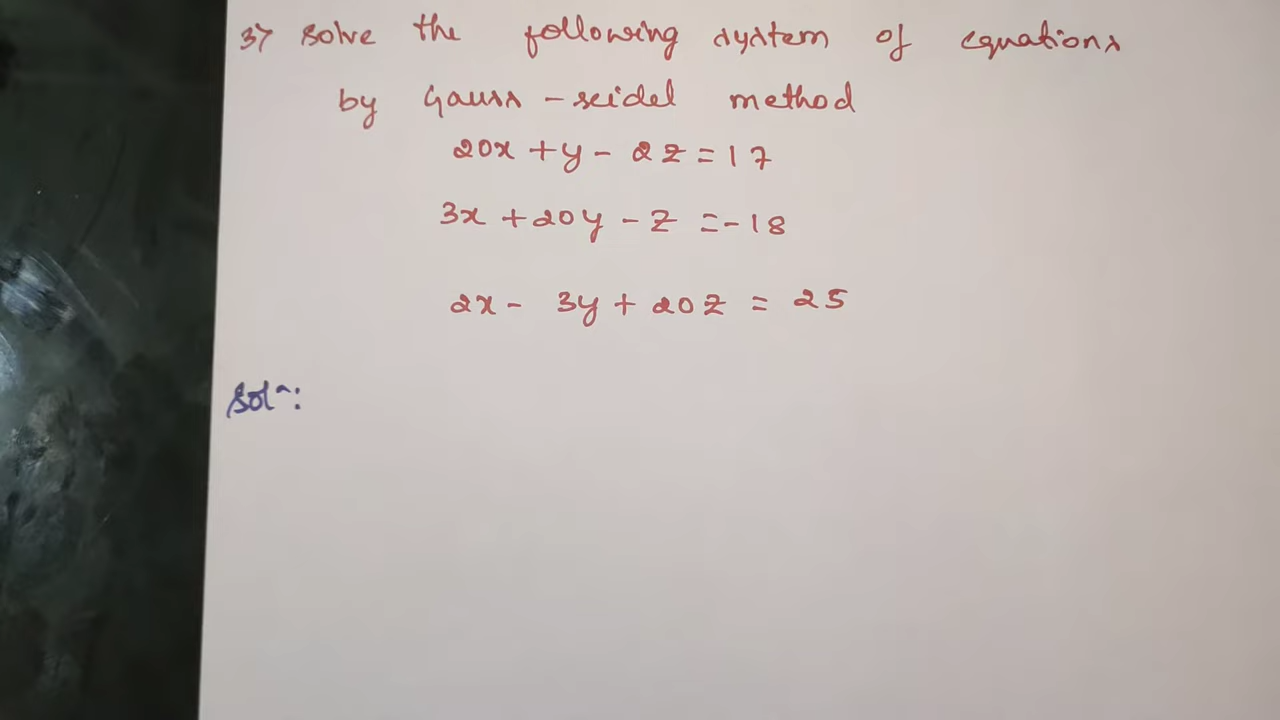 3> Solve the following system of equations
by Gauss-seidel method
20x + y - 2z = 17
3x + 20y - z = -18
2x - 3y + 20z = 25
Solⁿ: